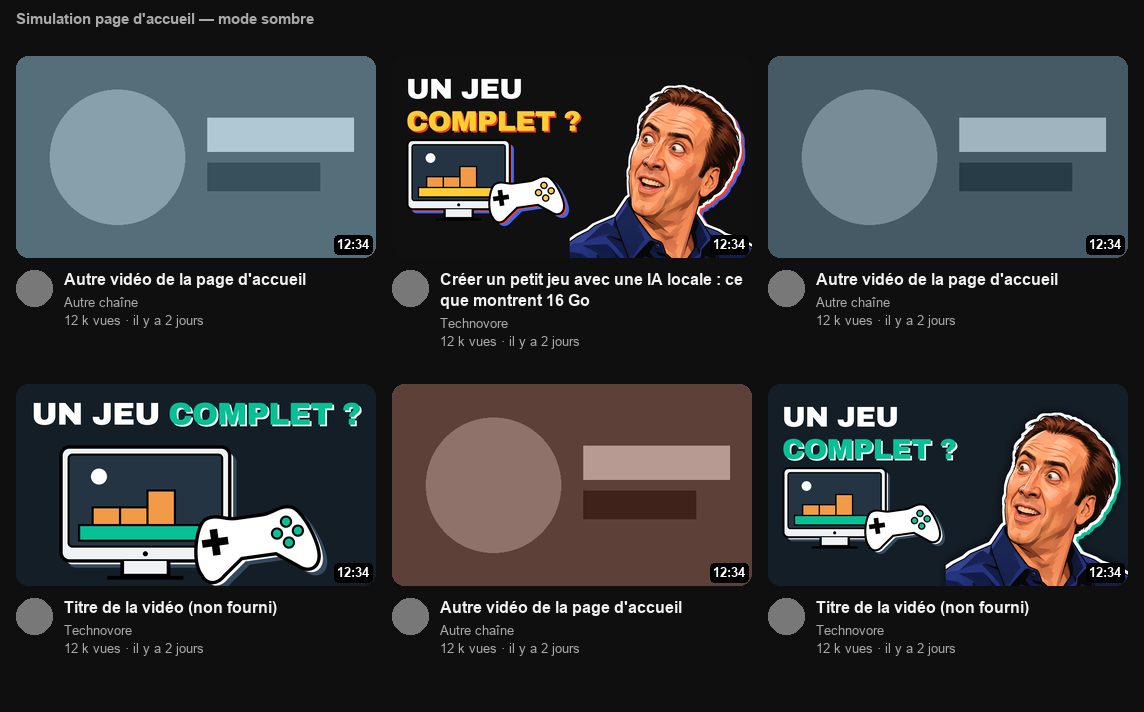 Simulation page d'accueil — mode sombre
12:34
UN JEU
COMPLET ?
12:34
12:34
Autre vidéo de la page d'accueil
Autre chaîne
12 k vues · il y a 2 jours
Créer un petit jeu avec une IA locale : ce
que montrent 16 Go
Technovore
12 k vues · il y a 2 jours
Autre vidéo de la page d'accueil
Autre chaîne
12 k vues · il y a 2 jours
UN JEU COMPLET ?
12:34
12:34
UN JEU
COMPLET ?
12:34
Titre de la vidéo (non fourni)
Technovore
12 k vues · il y a 2 jours
Autre vidéo de la page d'accueil
Autre chaîne
12 k vues · il y a 2 jours
Titre de la vidéo (non fourni)
Technovore
12 k vues · il y a 2 jours